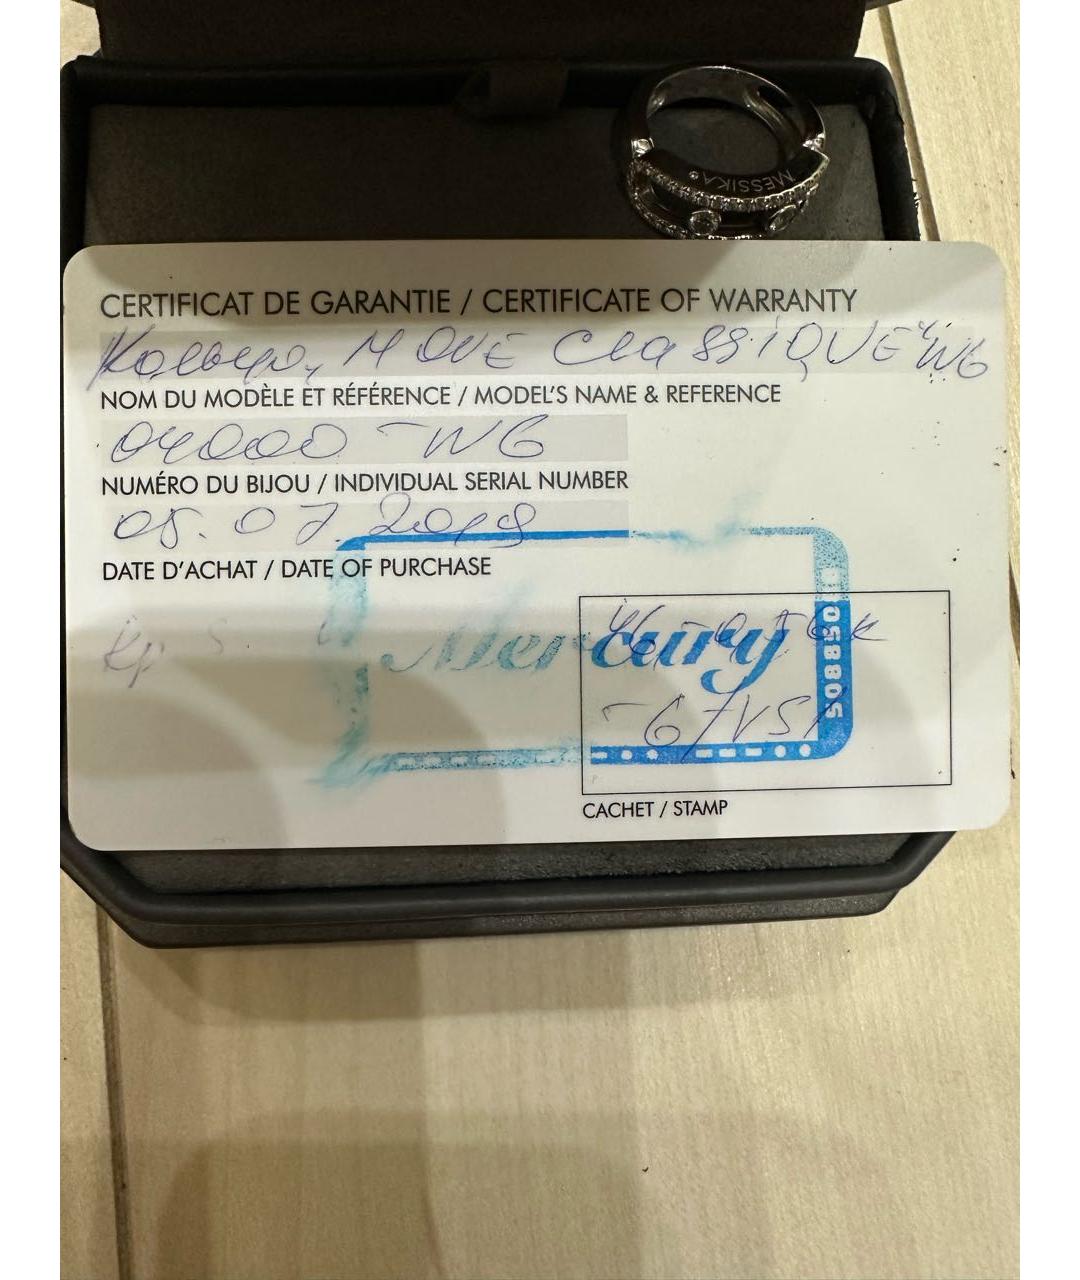 MESSIKA
CERTIFICAT DE GARANTIE / CERTIFICATE OF WARRANTY
Кольцо, MOVE ClaSSiQUE WG
NOM DU MODÈLE ET RÉFÉRENCE / MODEL'S NAME & REFERENCE
04000-WG
NUMÉRO DU BIJOU / INDIVIDUAL SERIAL NUMBER
05.07.2019
DATE D'ACHAT / DATE OF PURCHASE
Mercury
50880
-G/VS1
CACHET / STAMP